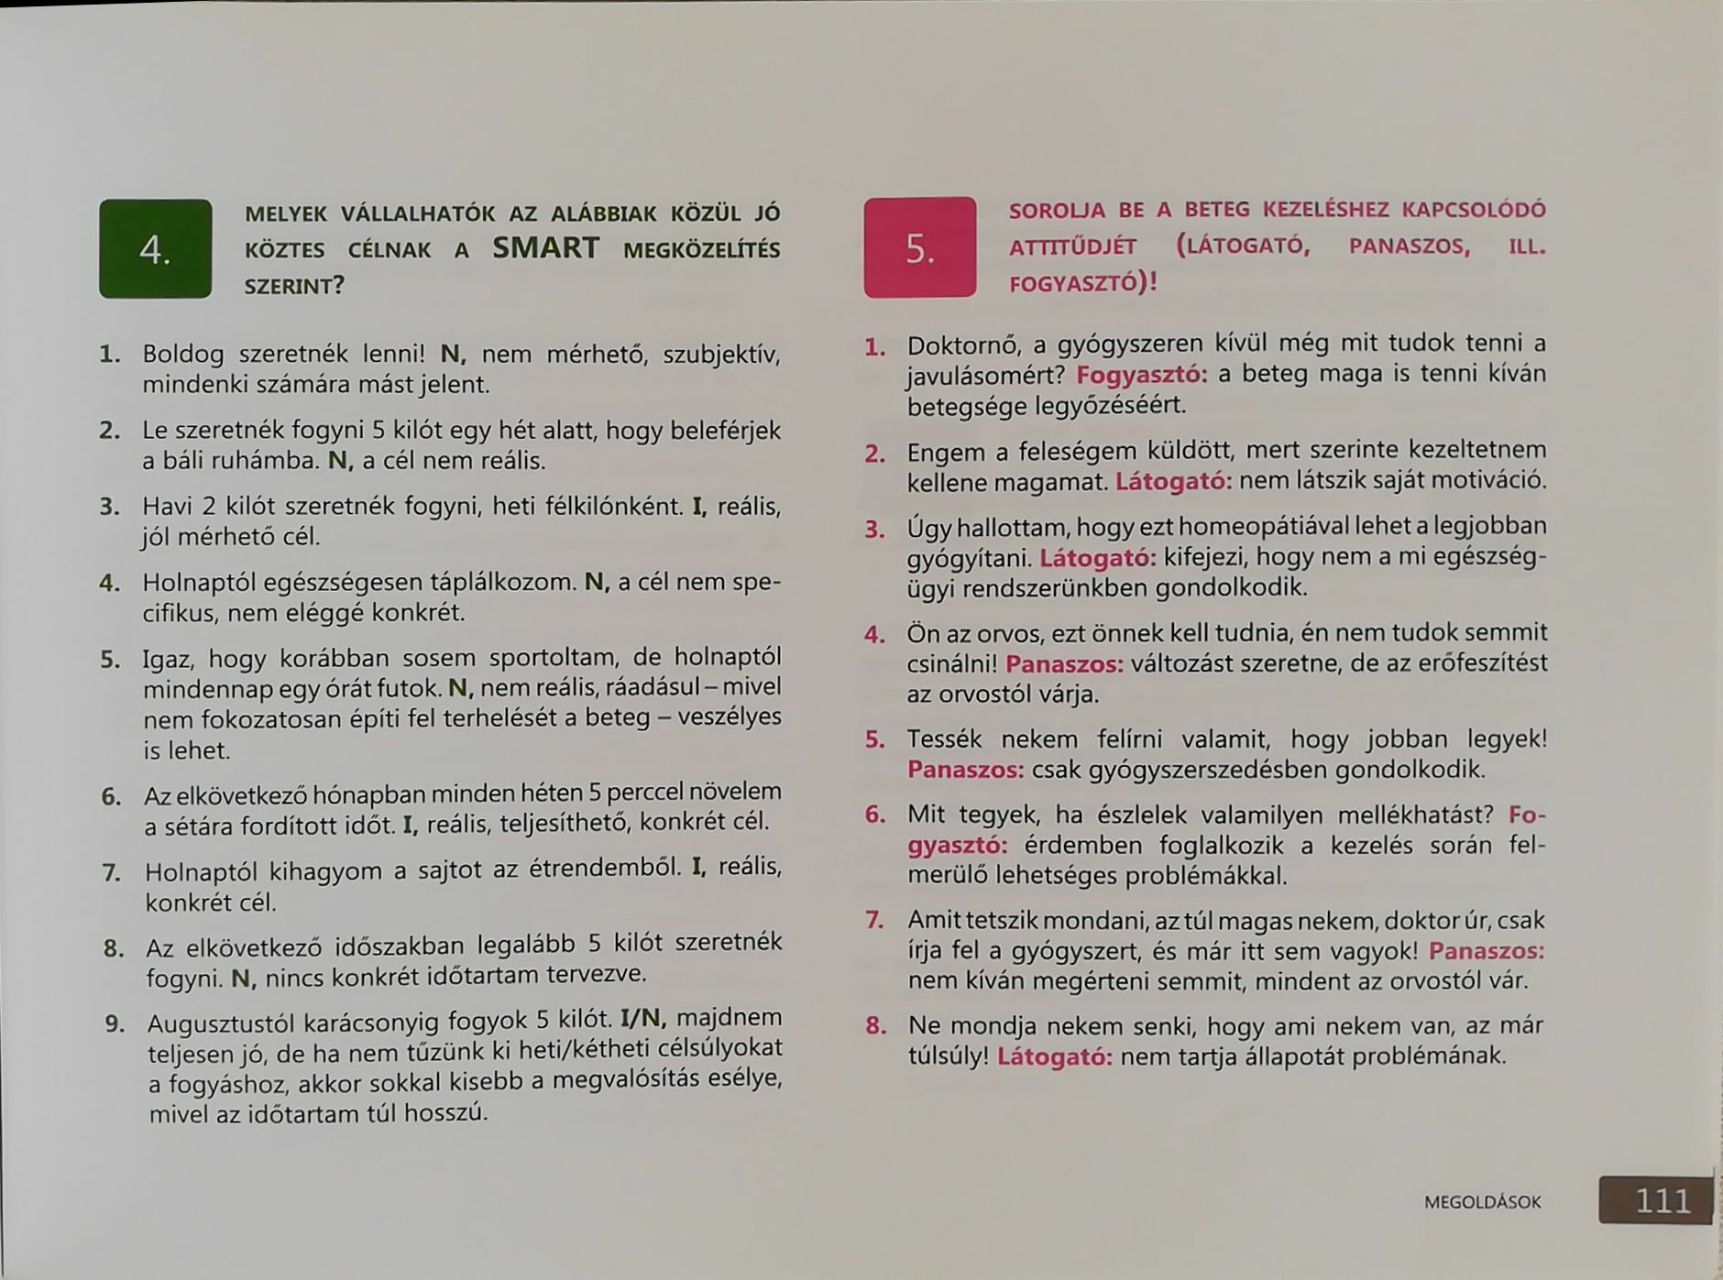 4.
MELYEK VÁLLALHATÓK AZ ALÁBBIAK KÖZÜL JÓ
KÖZTES CÉLNAK A SMART MEGKÖZELÍTÉS
SZERINT?
1. Boldog szeretnék lenni! N, nem mérhető, szubjektív,
mindenki számára mást jelent.
2. Le szeretnék fogyni 5 kilót egy hét alatt, hogy beleférjek
a báli ruhámba. N, a cél nem reális.
3. Havi 2 kilót szeretnék fogyni, heti félkilónként. I, reális,
jól mérhető cél.
4. Holnaptól egészségesen táplálkozom. N, a cél nem spe-
cifikus, nem eléggé konkrét.
5. Igaz, hogy korábban sosem sportoltam, de holnaptól
mindennap egy órát futok. N, nem reális, ráadásul – mivel
nem fokozatosan építi fel terhelését a beteg – veszélyes
is lehet.
6. Az elkövetkező hónapban minden héten 5 perccel növelem
a sétára fordított időt. I, reális, teljesíthető, konkrét cél.
7. Holnaptól kihagyom a sajtot az étrendemből. I, reális,
konkrét cél.
8. Az elkövetkező időszakban legalább 5 kilót szeretnék
fogyni. N, nincs konkrét időtartam tervezve.
9. Augusztustól karácsonyig fogyok 5 kilót. I/N, majdnem
teljesen jó, de ha nem tűzünk ki heti/kétheti célsúlyokat
a fogyáshoz, akkor sokkal kisebb a megvalósítás esélye,
mivel az időtartam túl hosszú.
5.
SOROLJA BE A BETEG KEZELÉSHEZ KAPCSOLÓDÓ
ATTITŰDJÉT (LÁTOGATÓ, PANASZOS, ILL.
FOGYASZTÓ)!
1. Doktornő, a gyógyszeren kívül még mit tudok tenni a
javulásomért? Fogyasztó: a beteg maga is tenni kíván
betegsége legyőzéséért.
2. Engem a feleségem küldött, mert szerinte kezeltetnem
kellene magamat. Látogató: nem látszik saját motiváció.
3. Úgy hallottam, hogy ezt homeopátiával lehet a legjobban
gyógyítani. Látogató: kifejezi, hogy nem a mi egészség-
ügyi rendszerünkben gondolkodik.
4. Ön az orvos, ezt önnek kell tudnia, én nem tudok semmit
csinálni! Panaszos: változást szeretne, de az erőfeszítést
az orvostól várja.
5. Tessék nekem felírni valamit, hogy jobban legyek!
Panaszos: csak gyógyszerszedésben gondolkodik.
6. Mit tegyek, ha észlelek valamilyen mellékhatást? Fo-
gyasztó: érdemben foglalkozik a kezelés során fel-
merülő lehetséges problémákkal.
7. Amit tetszik mondani, az túl magas nekem, doktor úr, csak
írja fel a gyógyszert, és már itt sem vagyok! Panaszos:
nem kíván megérteni semmit, mindent az orvostól vár.
8. Ne mondja nekem senki, hogy ami nekem van, az már
túlsúly! Látogató: nem tartja állapotát problémának.
MEGOLDÁSOK 111